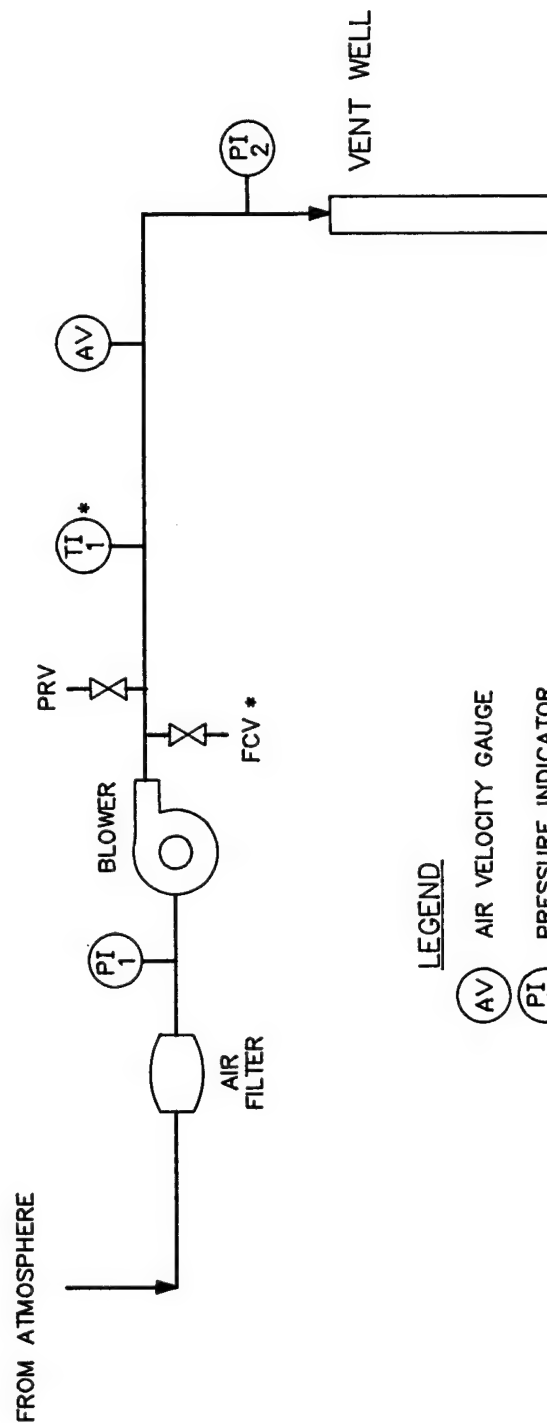 FROM ATMOSPHERE
AIR
FILTER
PI
1
BLOWER
FCV *
PRV
TI
1
*
AV
PI
2
VENT WELL
LEGEND
AV AIR VELOCITY GAUGE
PI PRESSURE INDICATOR